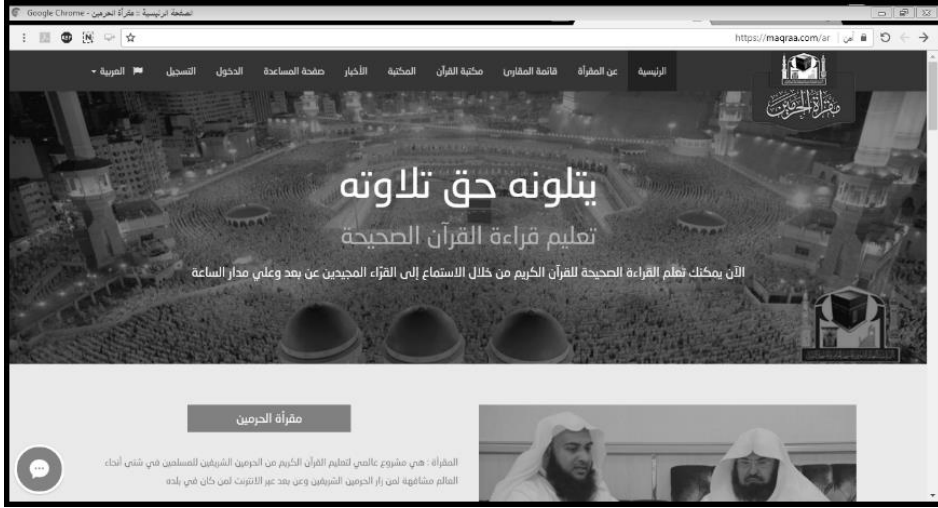 الصفحة الرئيسية :: مقرأة الحرمين - Google Chrome
https://maqraa.com/ar
آمن
الرئيسية
عن المقرأة
قائمة المقارئ
مكتبة القرآن
المكتبة
الأخبار
صفحة المساعدة
الدخول
التسجيل
العربية
مقرأة الحرمين
يتلونه حق تلاوته
تعليم قراءة القرآن الصحيحة
الآن يمكنك تعلم القراءة الصحيحة للقرآن الكريم من خلال الاستماع إلى القرّاء المجيدين عن بعد وعلي مدار الساعة
مقرأة الحرمين
المقرأة : هي مشروع عالمي لتعليم القرآن الكريم من الحرمين الشريفين للمسلمين في شتى أنحاء
العالم مشافهة لمن زار الحرمين الشريفين وعن بعد عبر الانترنت لمن كان في بلده